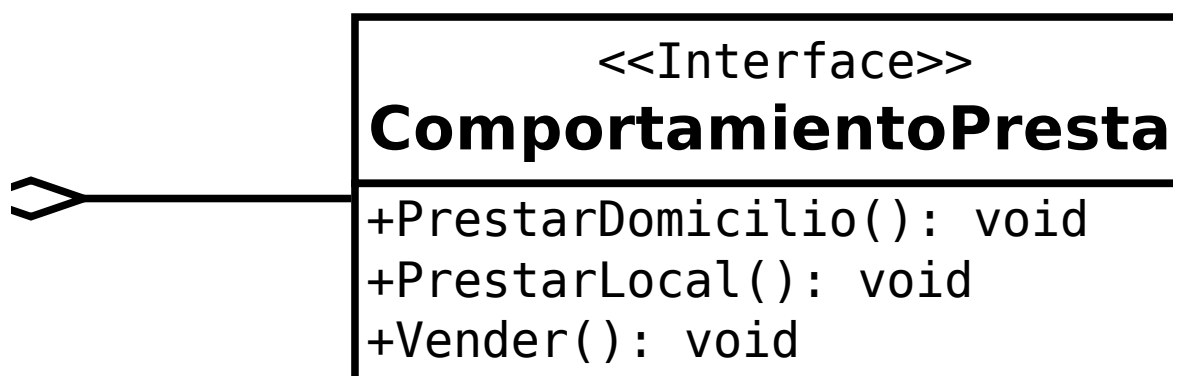 <<Interface>>
ComportamientoPresta
+PrestarDomicilio(): void
+PrestarLocal(): void
+Vender(): void